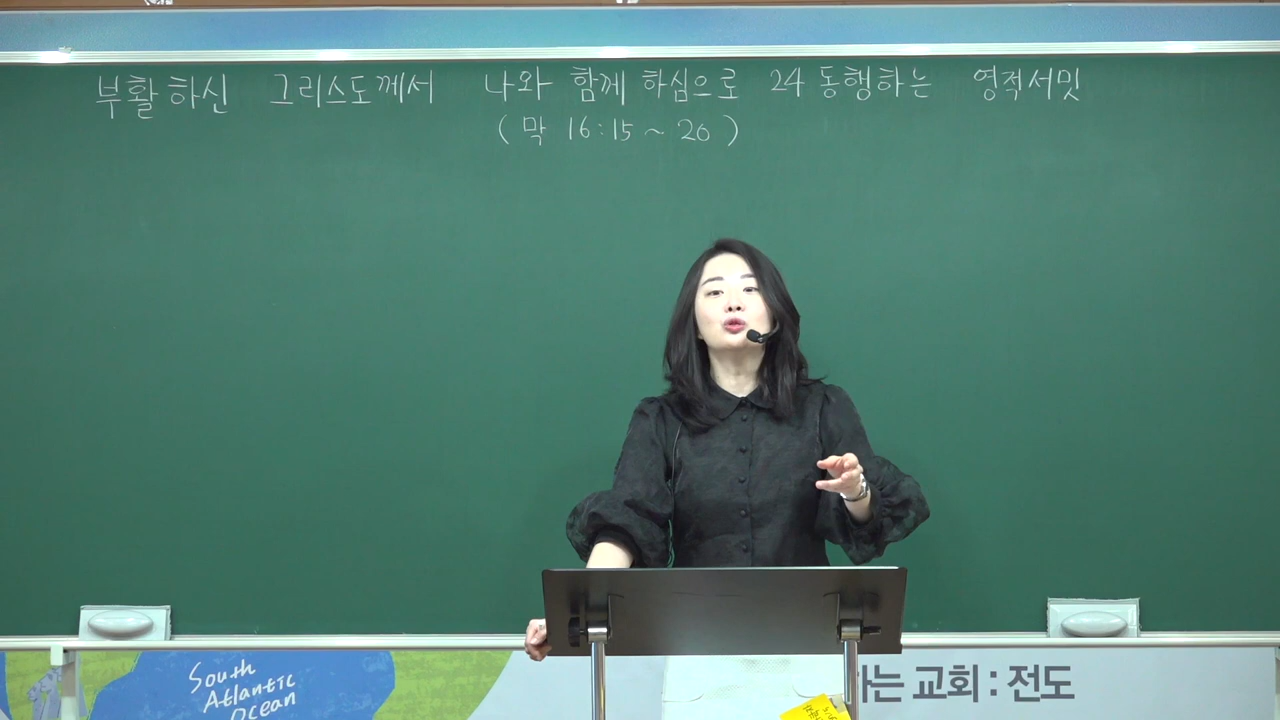 부활하신 그리스도께서 나와 함께 하심으로 24 동행하는 영적서밋
( 막 16:15 ~ 20 )
South
Atlantic
Ocean
하는 교회 : 전도